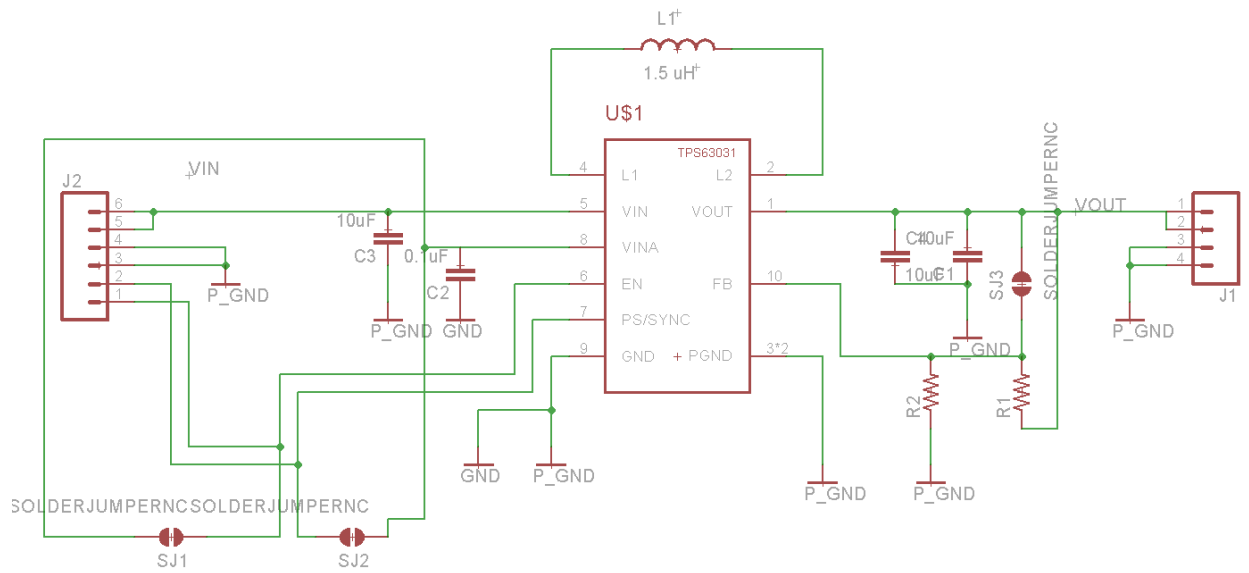 L1
1.5 uH
U$1
TPS63031
4 L1 L2 2
5 VIN VOUT 1
8 VINA
6 EN FB 10
7 PS/SYNC
9 GND PGND 3*2
VIN
J2
6
5
4
3
2
1
P_GND
10uF
C3
P_GND
0.1uF
C2
GND
GND
P_GND
P_GND
C4
10uF
10uF
C1
P_GND
SJ3
SOLDERJUMPERNC
VOUT
R2
R1
P_GND
1
2
3
4
J1
P_GND
SOLDERJUMPERNC
SOLDERJUMPERNC
SJ1
SJ2